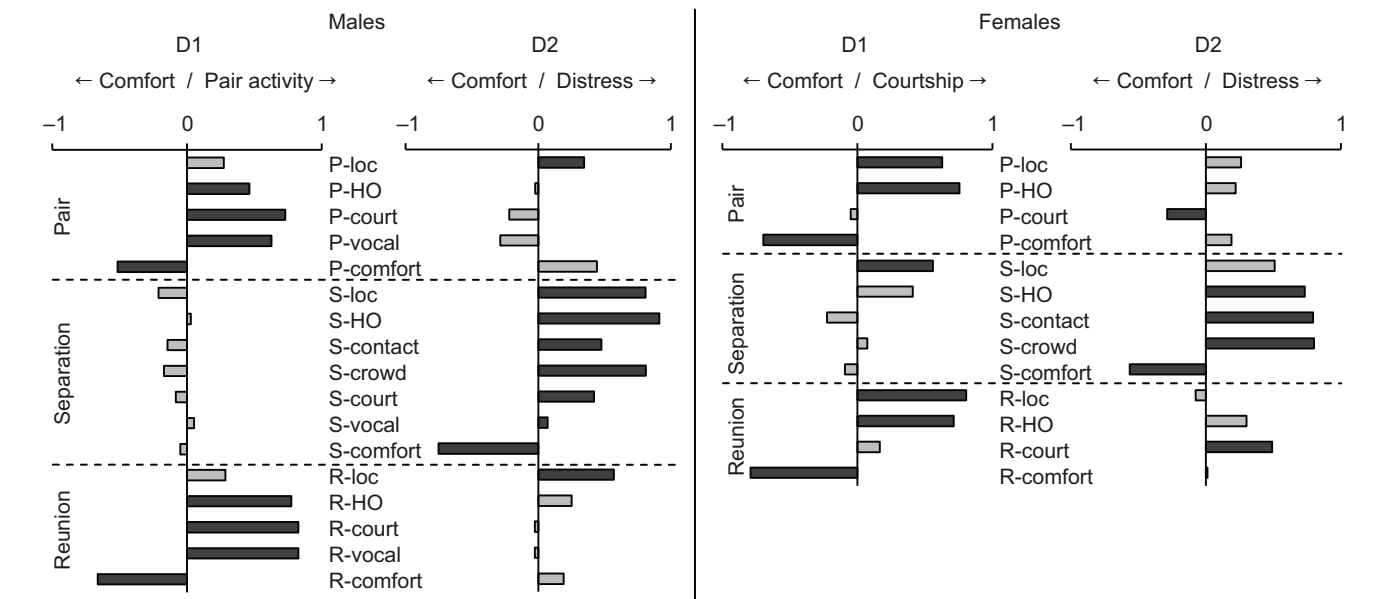 Males
D1
D2
← Comfort / Pair activity →
← Comfort / Distress →
–1 0 1
–1 0 1
Pair
P-loc
P-HO
P-court
P-vocal
P-comfort
Separation
S-loc
S-HO
S-contact
S-crowd
S-court
S-vocal
S-comfort
Reunion
R-loc
R-HO
R-court
R-vocal
R-comfort
Females
D1
D2
← Comfort / Courtship →
← Comfort / Distress →
–1 0 1
–1 0 1
Pair
P-loc
P-HO
P-court
P-comfort
Separation
S-loc
S-HO
S-contact
S-crowd
S-comfort
Reunion
R-loc
R-HO
R-court
R-comfort